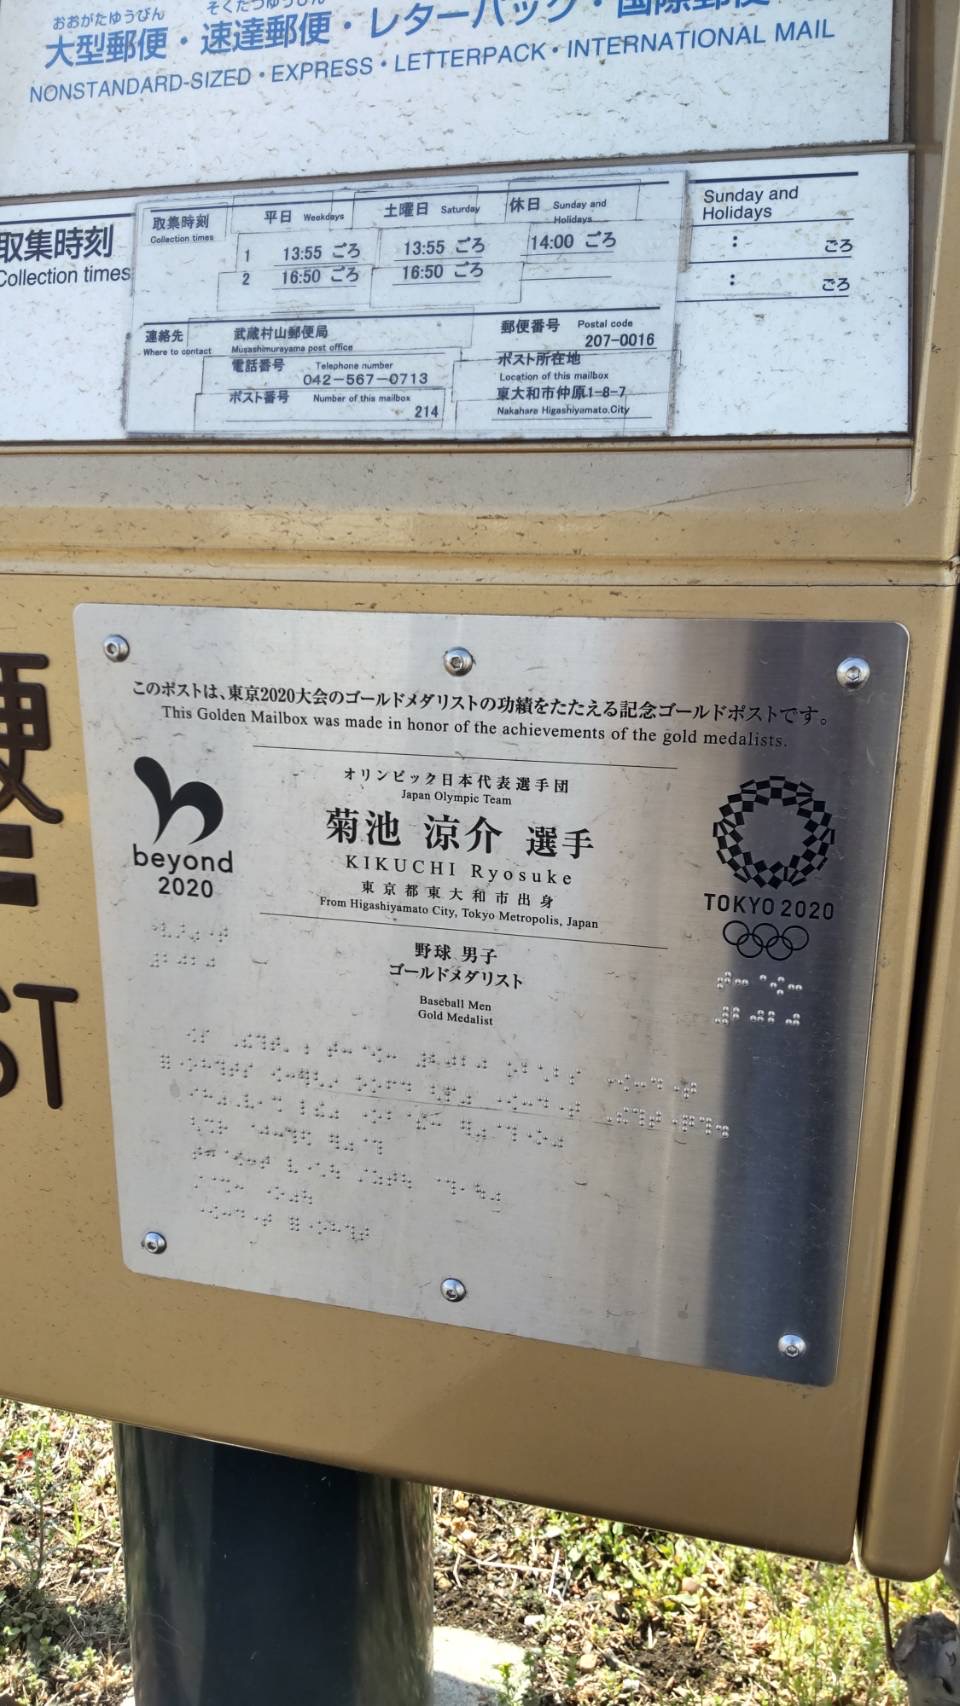 おおがたゆうびん そくたつゆうびん
大型郵便・速達郵便・レターパック・国際郵便
NONSTANDARD-SIZED・EXPRESS・LETTERPACK・INTERNATIONAL MAIL
取集時刻
Collection times
取集時刻 平日 Weekdays 土曜日 Saturday 休日 Sunday and Holidays
Collection times
1 13:55 ごろ 13:55 ごろ 14:00 ごろ
2 16:50 ごろ 16:50 ごろ
連絡先 武蔵村山郵便局
Where to contact Musashimurayama post office
電話番号 Telephone number
042-567-0713
ポスト番号 Number of this mailbox
214
郵便番号 Postal code
207-0016
ポスト所在地
Location of this mailbox
東大和市仲原1-8-7
Nakahara Higashiyamato City
Sunday and
Holidays
: ごろ
: ごろ
便
ST
このポストは、東京2020大会のゴールドメダリストの功績をたたえる記念ゴールドポストです。
This Golden Mailbox was made in honor of the achievements of the gold medalists.
beyond
2020
オリンピック日本代表選手団
Japan Olympic Team
菊池 涼介 選手
KIKUCHI Ryosuke
東京都東大和市出身
From Higashiyamato City, Tokyo Metropolis, Japan
TOKYO 2020
野球 男子
ゴールドメダリスト
Baseball Men
Gold Medalist